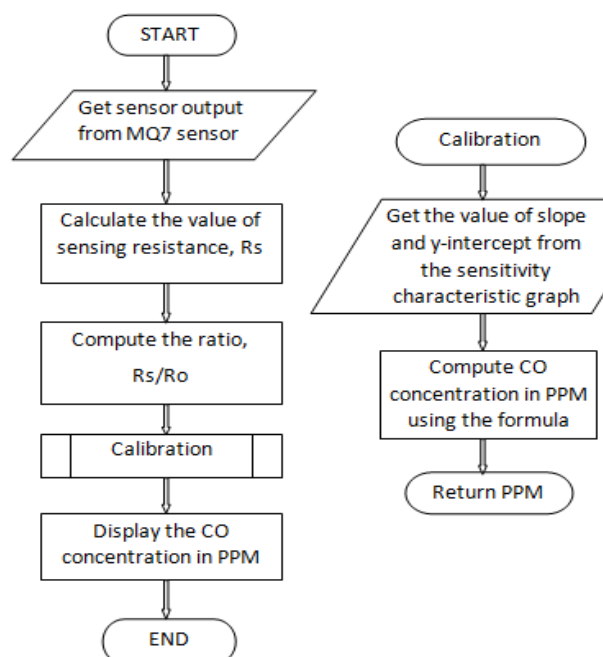 START
Get sensor output
from MQ7 sensor
Calculate the value of
sensing resistance, Rs
Compute the ratio,
Rs/Ro
Calibration
Display the CO
concentration in PPM
END
Calibration
Get the value of slope
and y-intercept from
the sensitivity
characteristic graph
Compute CO
concentration in PPM
using the formula
Return PPM